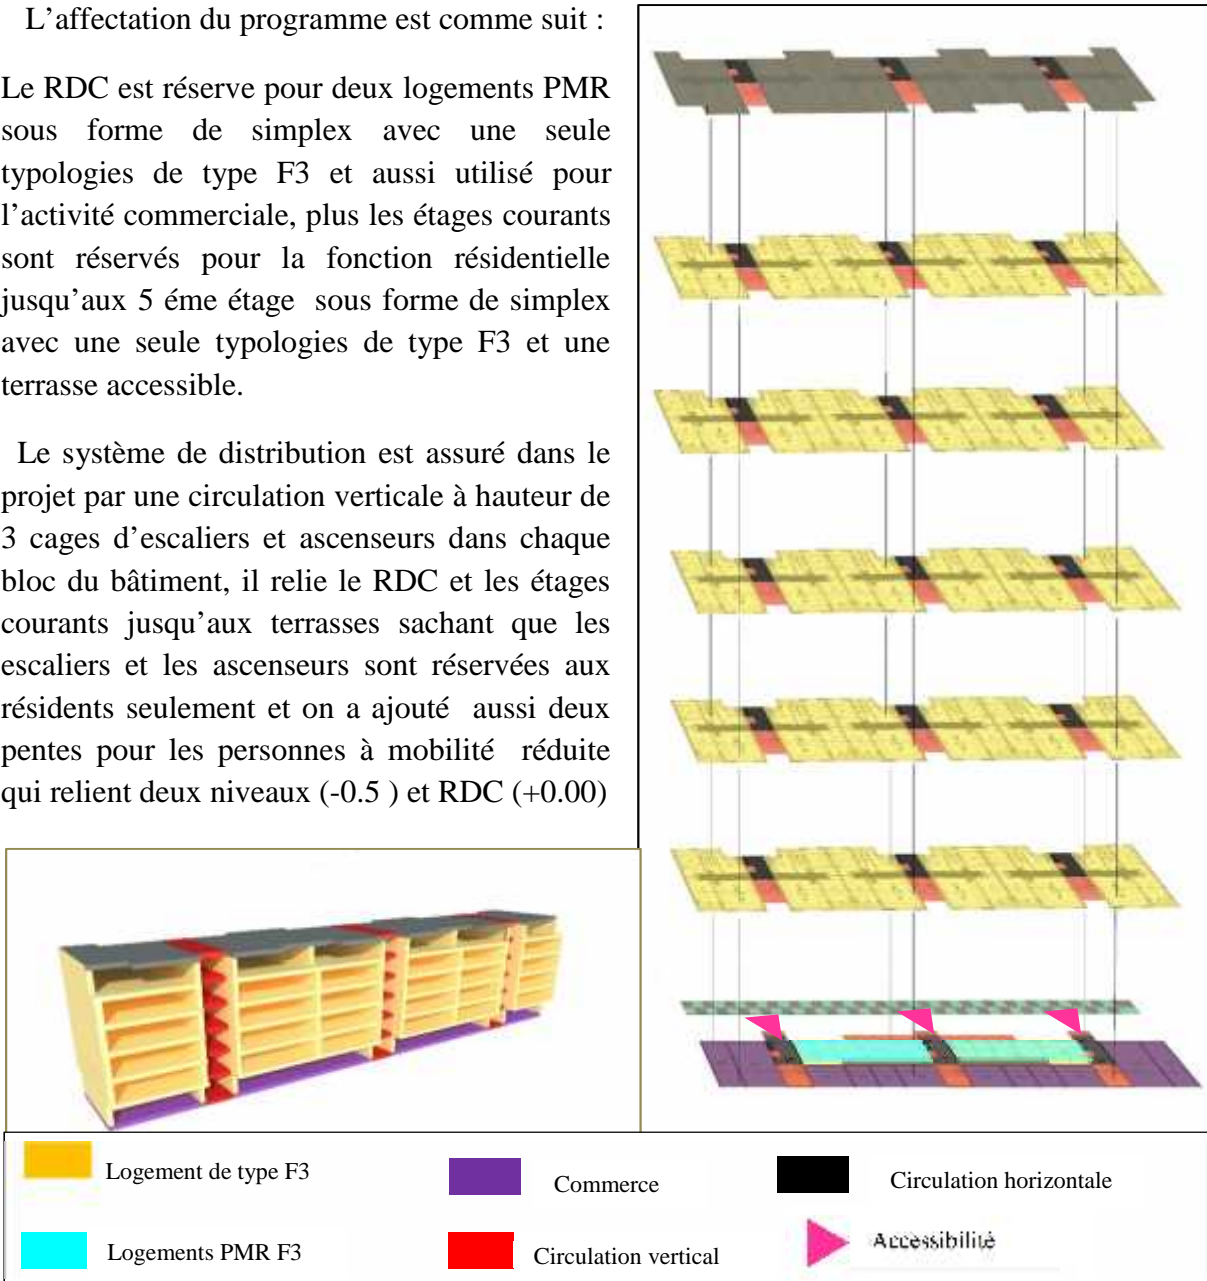 L’affectation du programme est comme suit :
Le RDC est réserve pour deux logements PMR
sous forme de simplex avec une seule
typologies de type F3 et aussi utilisé pour
l’activité commerciale, plus les étages courants
sont réservés pour la fonction résidentielle
jusqu’aux 5 éme étage sous forme de simplex
avec une seule typologies de type F3 et une
terrasse accessible.
Le système de distribution est assuré dans le
projet par une circulation verticale à hauteur de
3 cages d’escaliers et ascenseurs dans chaque
bloc du bâtiment, il relie le RDC et les étages
courants jusqu’aux terrasses sachant que les
escaliers et les ascenseurs sont réservées aux
résidents seulement et on a ajouté aussi deux
pentes pour les personnes à mobilité réduite
qui relient deux niveaux (-0.5 ) et RDC (+0.00)
Logement de type F3
Commerce
Circulation horizontale
Logements PMR F3
Circulation vertical
Accessibilité